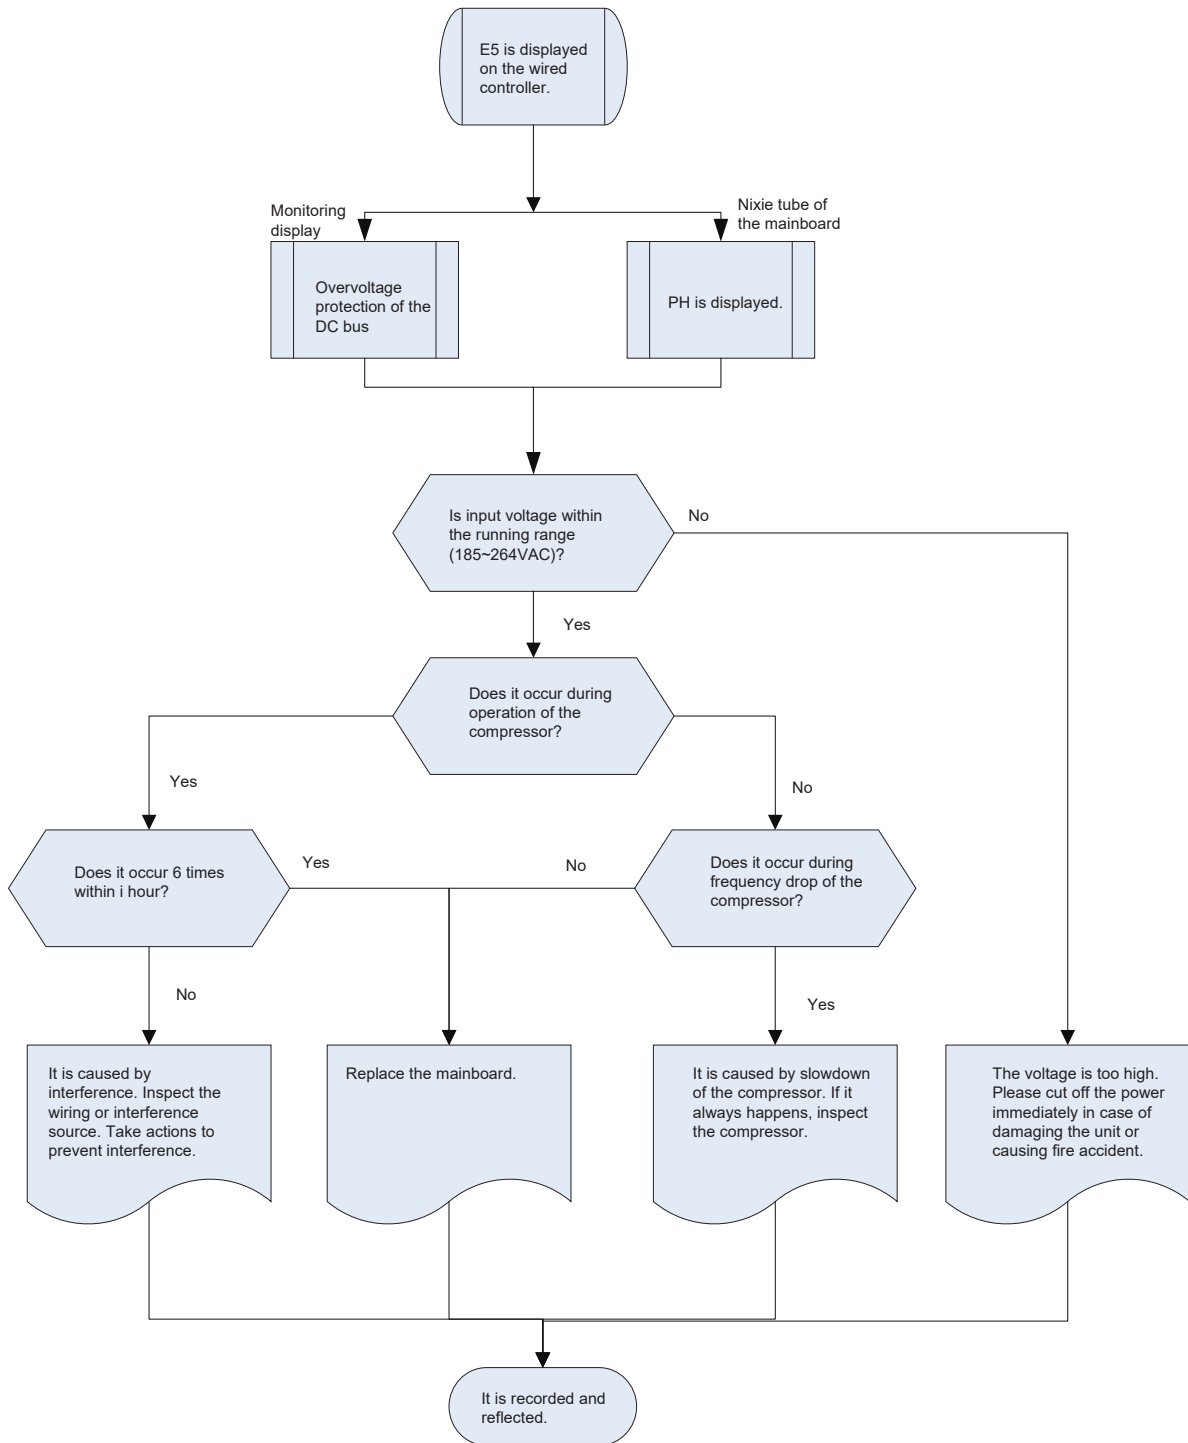 E5 is displayed
on the wired
controller.
Monitoring
display
Nixie tube of
the mainboard
Overvoltage
protection of the
DC bus
PH is displayed.
Is input voltage within
the running range
(185~264VAC)?
No
Yes
Does it occur during
operation of the
compressor?
Yes
No
Does it occur 6 times
within i hour?
Yes
No
Does it occur during
frequency drop of the
compressor?
No
Yes
It is caused by
interference. Inspect the
wiring or interference
source. Take actions to
prevent interference.
Replace the mainboard.
It is caused by slowdown
of the compressor. If it
always happens, inspect
the compressor.
The voltage is too high.
Please cut off the power
immediately in case of
damaging the unit or
causing fire accident.
It is recorded and
reflected.